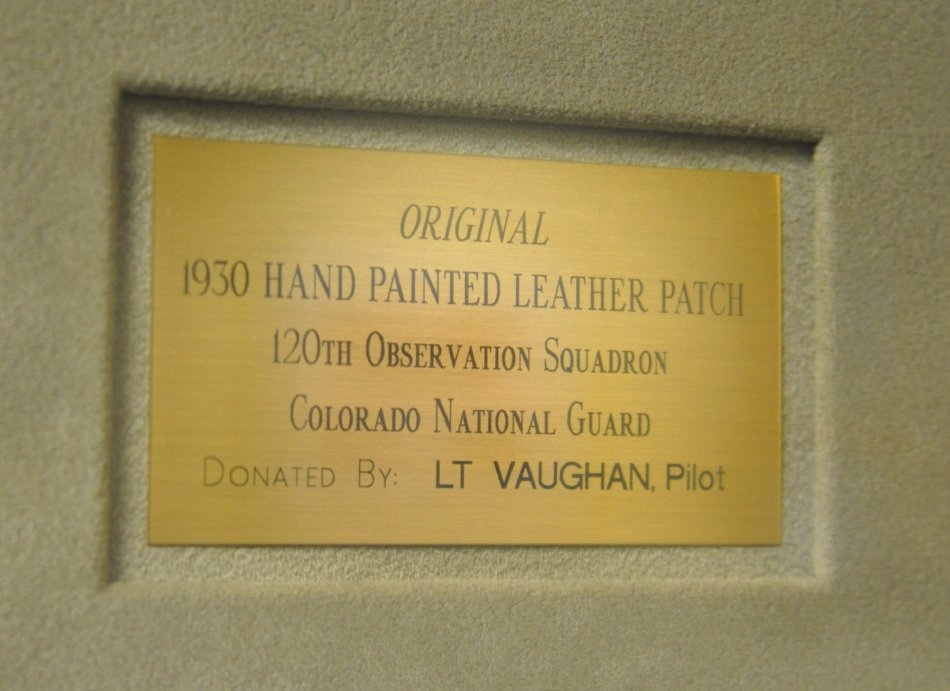 ORIGINAL
1930 HAND PAINTED LEATHER PATCH
120TH OBSERVATION SQUADRON
COLORADO NATIONAL GUARD
DONATED BY: LT VAUGHAN, Pilot